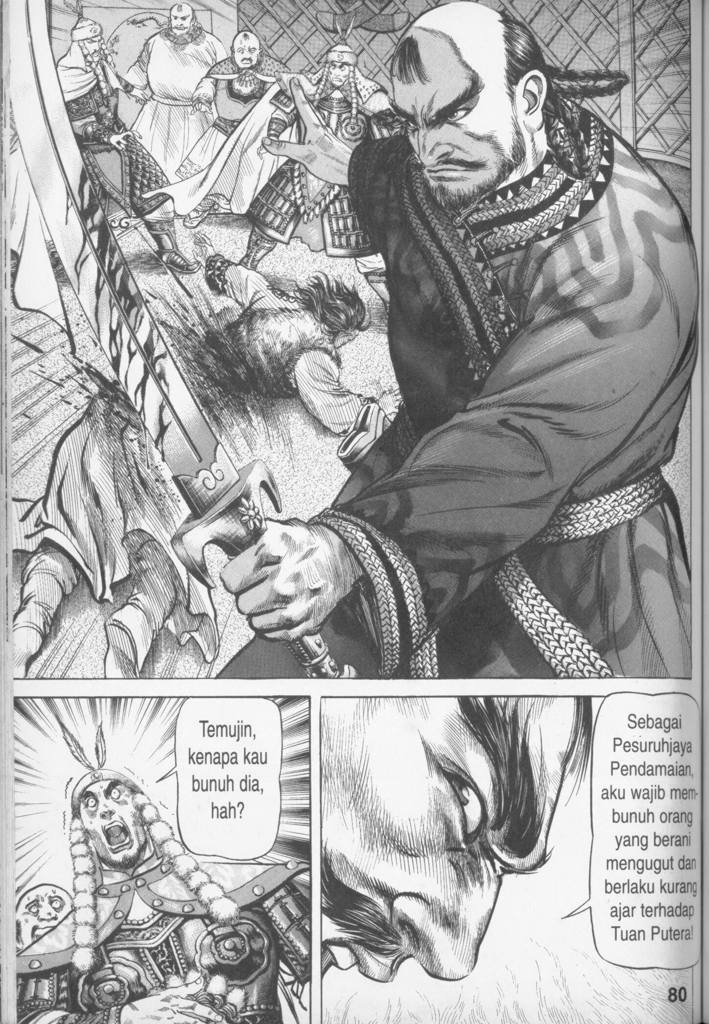 Temujin,
kenapa kau
bunuh dia,
hah?
Sebagai
Pesuruhjaya
Pendamaian,
aku wajib mem-
bunuh orang
yang berani
mengugut dan
berlaku kurang
ajar terhadap
Tuan Putera!
80